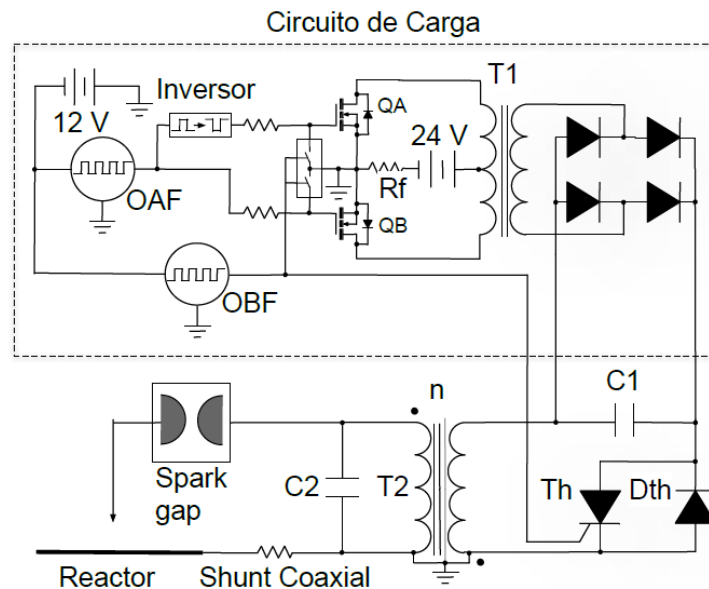 Circuito de Carga
12 V
Inversor
QA
T1
24 V
OAF
Rf
QB
OBF
n
C1
Spark
gap
C2
T2
Th
Dth
Reactor
Shunt Coaxial